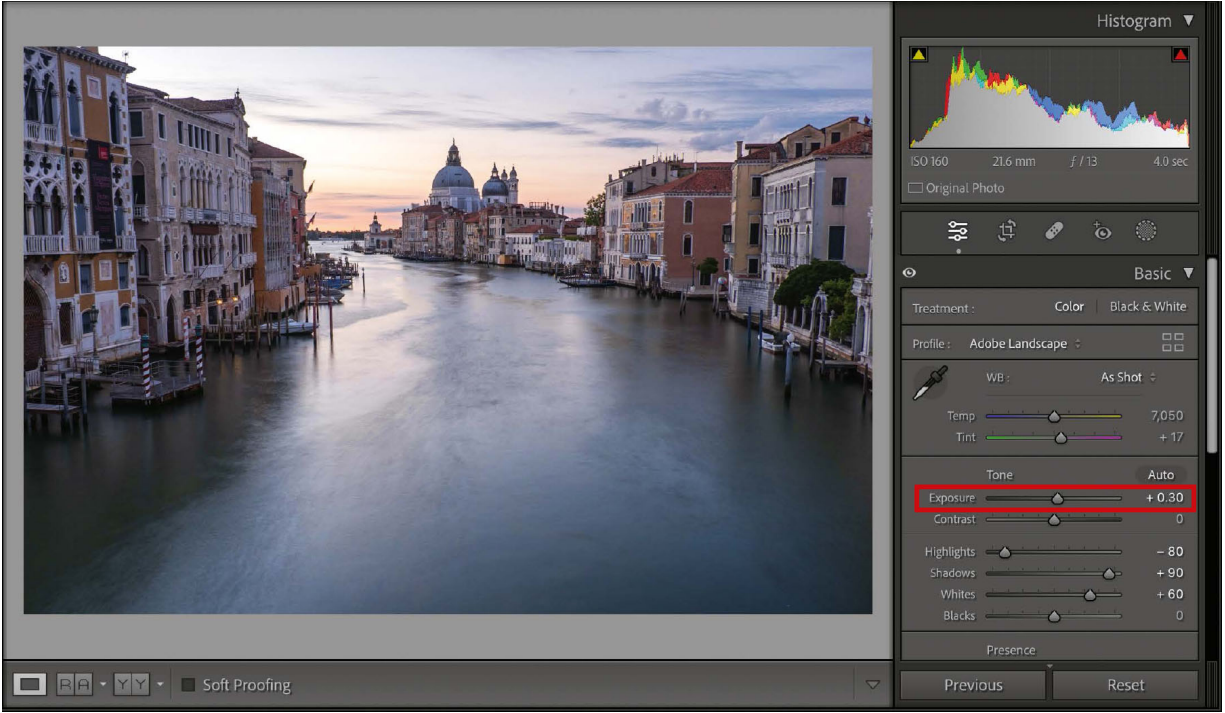 Histogram
ISO 160 21.6 mm ƒ / 13 4.0 sec
Original Photo
Basic
Treatment : Color Black & White
Profile : Adobe Landscape
WB : As Shot
Temp 7,050
Tint + 17
Tone Auto
Exposure + 0.30
Contrast 0
Highlights – 80
Shadows + 90
Whites + 60
Blacks 0
Presence
R A Y Y Soft Proofing
Previous Reset